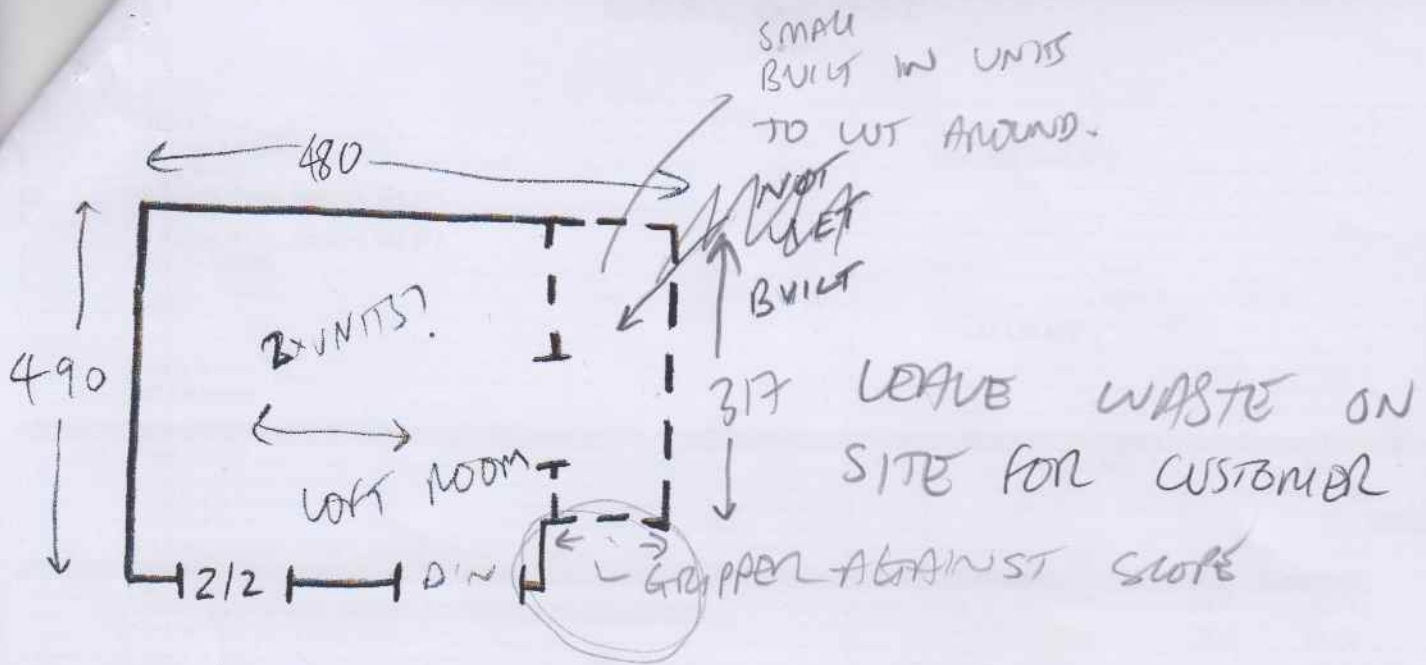 SMALL
BUILT IN UNITS
TO CUT AROUND.
480
NOT
YET
BUILT
2x UNITS?
490
317
LEAVE WASTE ON
SITE FOR CUSTOMER
LOFT ROOM
2/2
D/N
GRIPPER AGAINST SLOPE